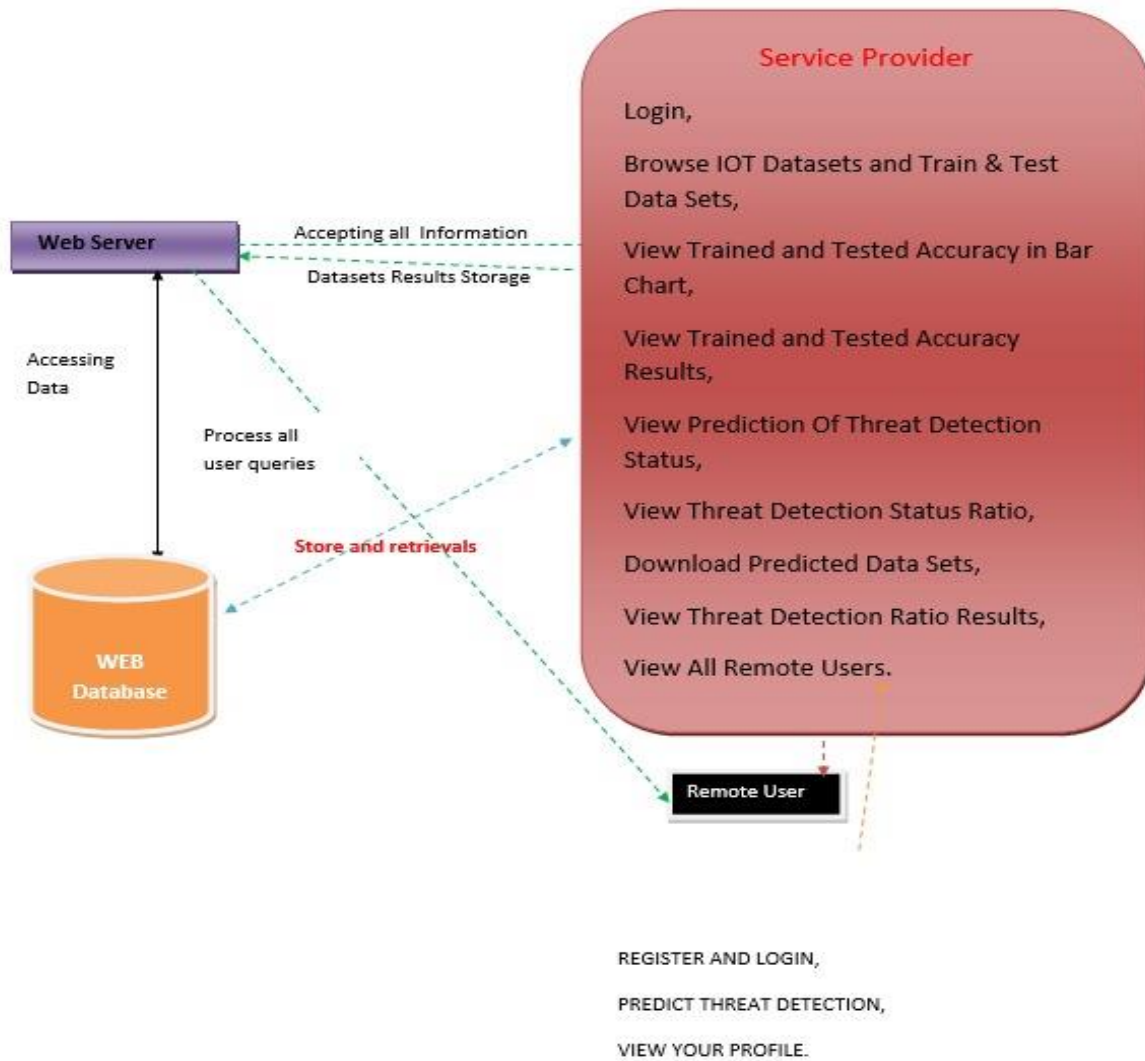 Service Provider
Login,
Browse IOT Datasets and Train & Test
Data Sets,
View Trained and Tested Accuracy in Bar
Chart,
View Trained and Tested Accuracy
Results,
View Prediction Of Threat Detection
Status,
View Threat Detection Status Ratio,
Download Predicted Data Sets,
View Threat Detection Ratio Results,
View All Remote Users.
Web Server
Accepting all Information
Datasets Results Storage
Accessing
Data
Process all
user queries
Store and retrievals
WEB
Database
Remote User
REGISTER AND LOGIN,
PREDICT THREAT DETECTION,
VIEW YOUR PROFILE.